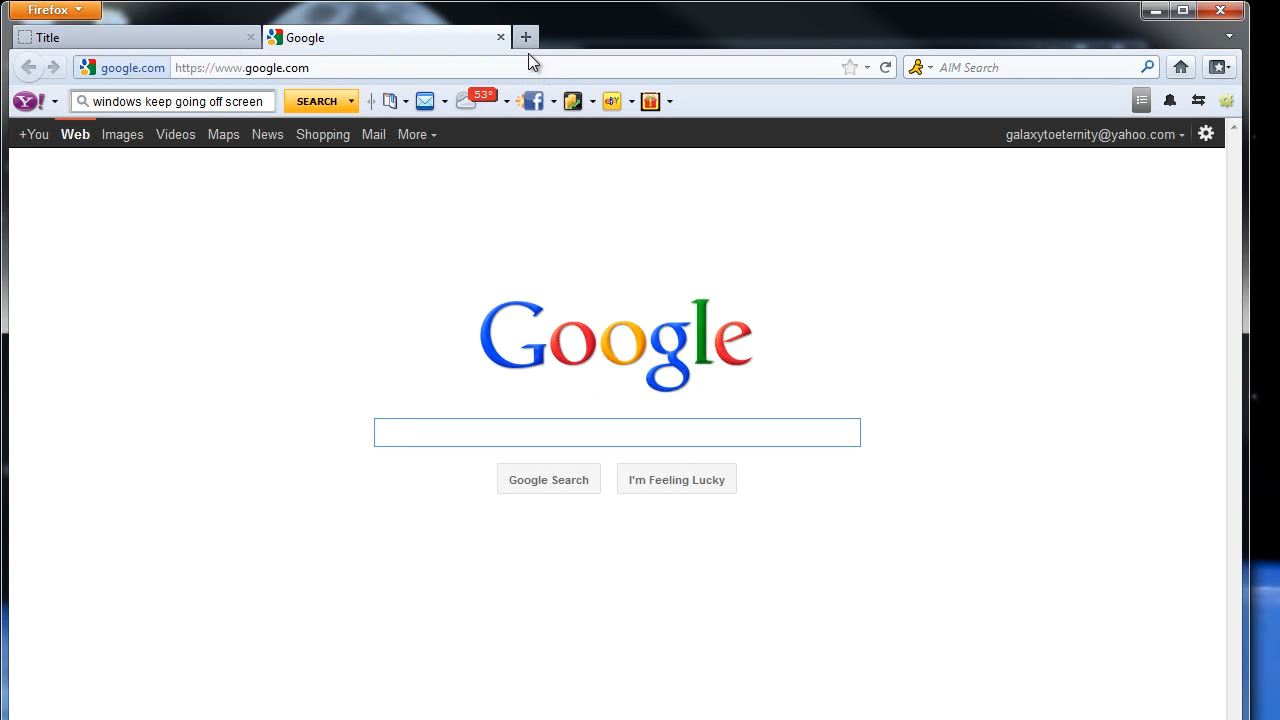 Firefox
Title
Google
google.com https://www.google.com AIM Search
Y! windows keep going off screen SEARCH 53° f ebY
+You Web Images Videos Maps News Shopping Mail More galaxytoeternity@yahoo.com
Google
Google Search I'm Feeling Lucky